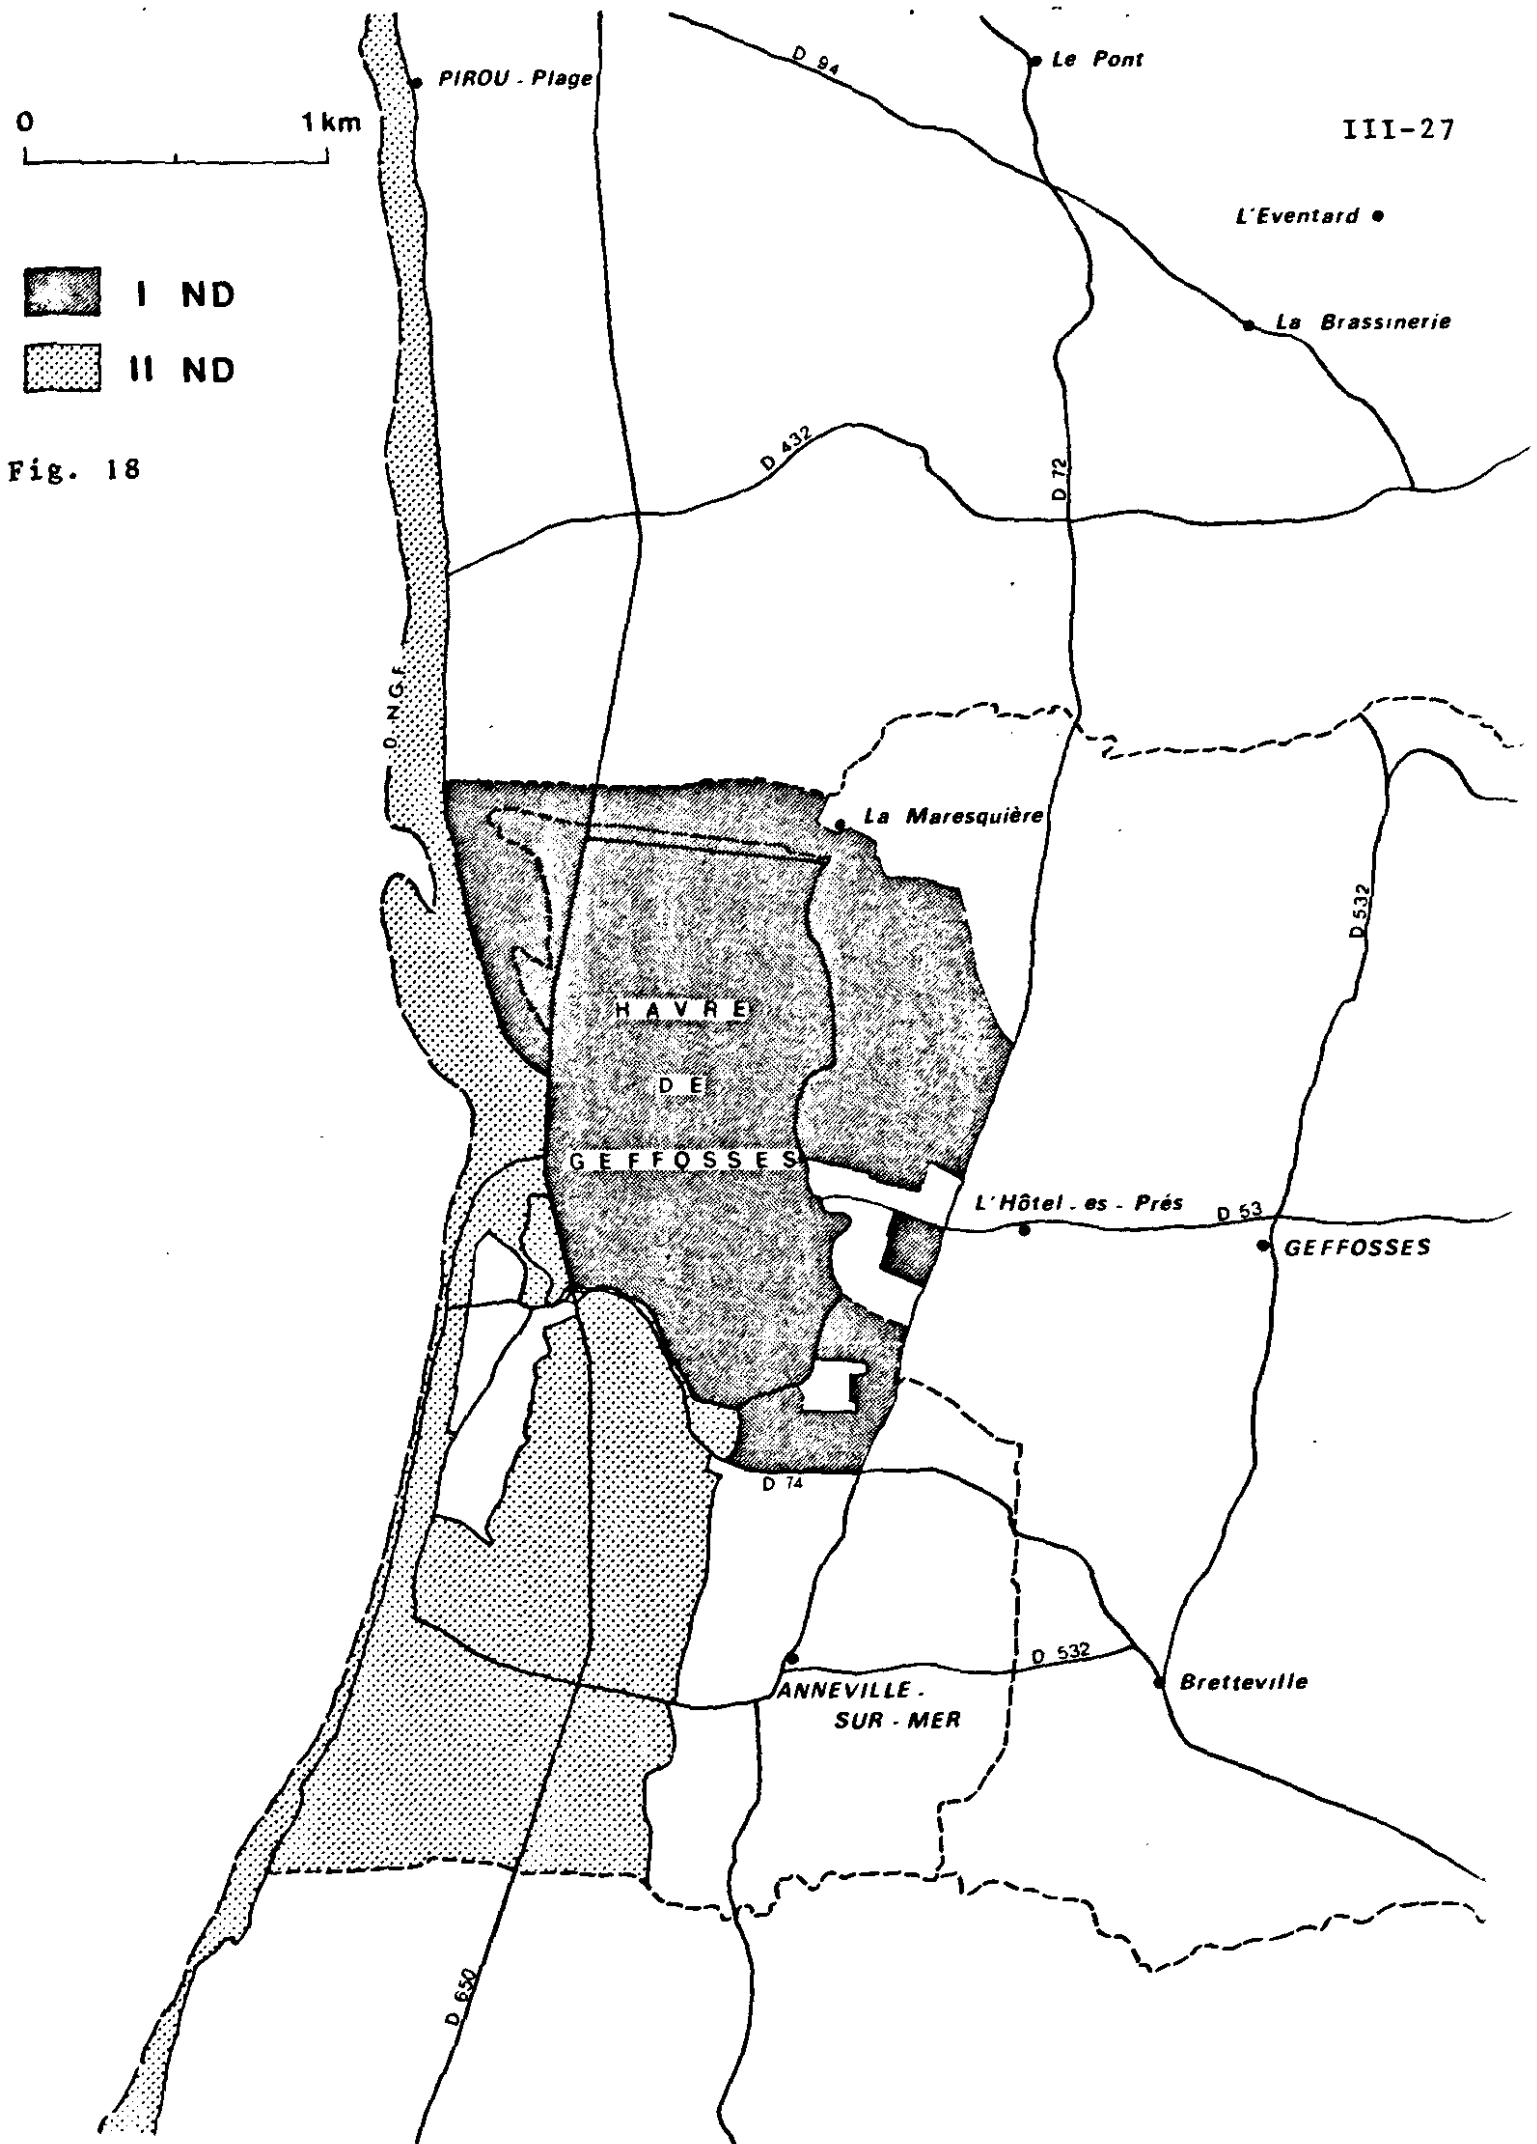 D 94
Le Pont
PIROU - Plage
0 1 km
III-27
L'Eventard
I ND
La Brassinerie
II ND
D 432
Fig. 18
D 72
O. N. G. F.
La Maresquière
D 532
HAVRE
DE
GEFFOSSES
L'Hôtel - es - Prés
D 53
GEFFOSSES
D 74
D 532
ANNEVILLE -
SUR - MER
Bretteville
D 650